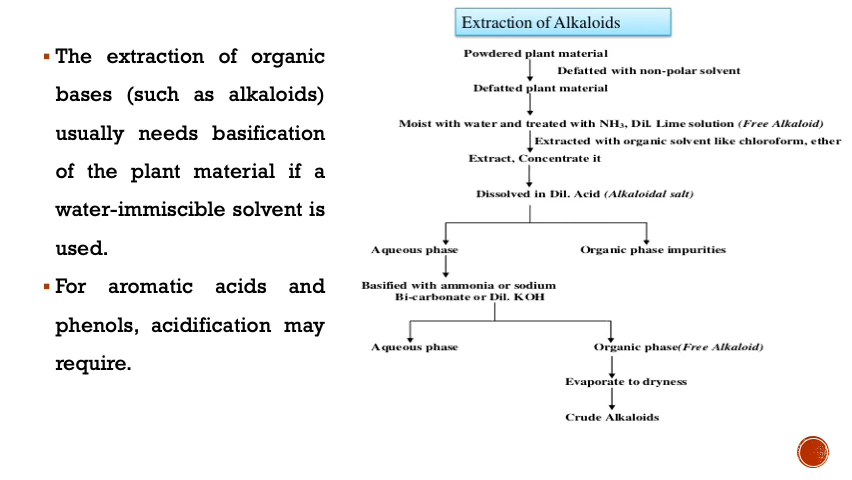 The extraction of organic
bases (such as alkaloids)
usually needs basification
of the plant material if a
water-immiscible solvent is
used.
For aromatic acids and
phenols, acidification may
require.
Extraction of Alkaloids
Powdered plant material
Defatted with non-polar solvent
Defatted plant material
Moist with water and treated with NH₃, Dil. Lime solution (Free Alkaloid)
Extracted with organic solvent like chloroform, ether
Extract, Concentrate it
Dissolved in Dil. Acid (Alkaloidal salt)
Aqueous phase
Organic phase impurities
Basified with ammonia or sodium
Bi-carbonate or Dil. KOH
Aqueous phase
Organic phase(Free Alkaloid)
Evaporate to dryness
Crude Alkaloids